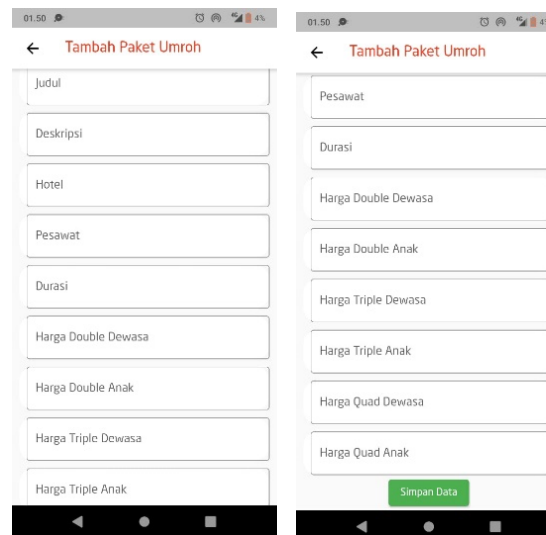 01.50
4%
Tambah Paket Umroh
Judul
Deskripsi
Hotel
Pesawat
Durasi
Harga Double Dewasa
Harga Double Anak
Harga Triple Dewasa
Harga Triple Anak
01.50
Tambah Paket Umroh
Pesawat
Durasi
Harga Double Dewasa
Harga Double Anak
Harga Triple Dewasa
Harga Triple Anak
Harga Quad Dewasa
Harga Quad Anak
Simpan Data